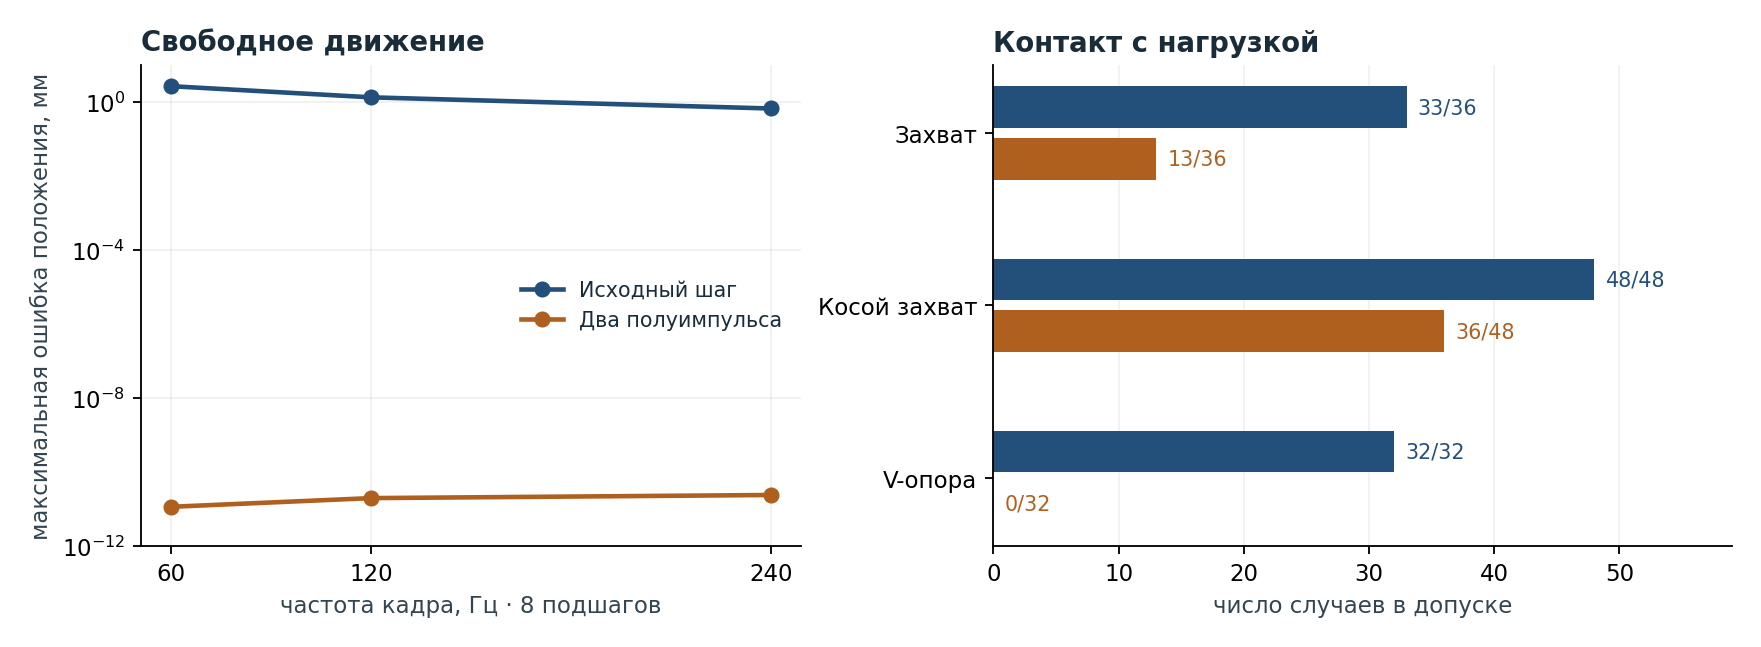 Свободное движение
максимальная ошибка положения, мм
10⁰
10⁻⁴
10⁻⁸
10⁻¹²
Исходный шаг
Два полуимпульса
60 120 240
частота кадра, Гц · 8 подшагов
Контакт с нагрузкой
Захват
33/36
13/36
Косой захват
48/48
36/48
V-опора
32/32
0/32
0 10 20 30 40 50
число случаев в допуске